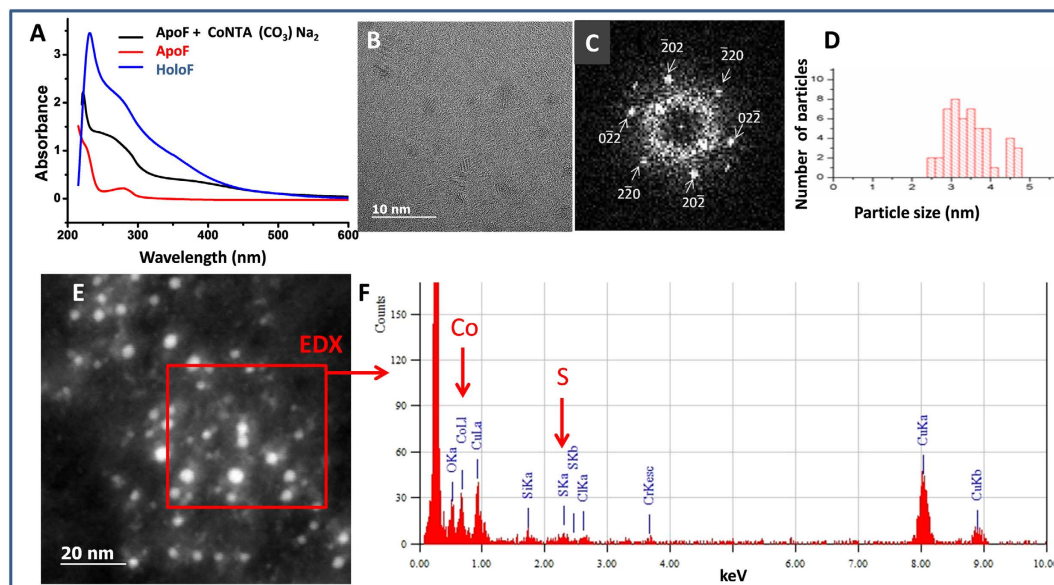 A
ApoF + CoNTA (CO₃) Na₂
ApoF
HoloF
Absorbance
3
2
1
0
200 300 400 500 600
Wavelength (nm)
B
10 nm
C
2̄02
2̄20
022̄
02̄2
22̄0
202̄
D
Number of particles
10
8
6
4
2
0
0 1 2 3 4 5 6
Particle size (nm)
E
EDX
20 nm
F
Counts
150
120
90
60
30
0
Co
S
OKa
CoLl
CuLa
SiKa
SKa
SKb
ClKa
CrKesc
CuKa
CuKb
0.00 1.00 2.00 3.00 4.00 5.00 6.00 7.00 8.00 9.00 10.00
keV